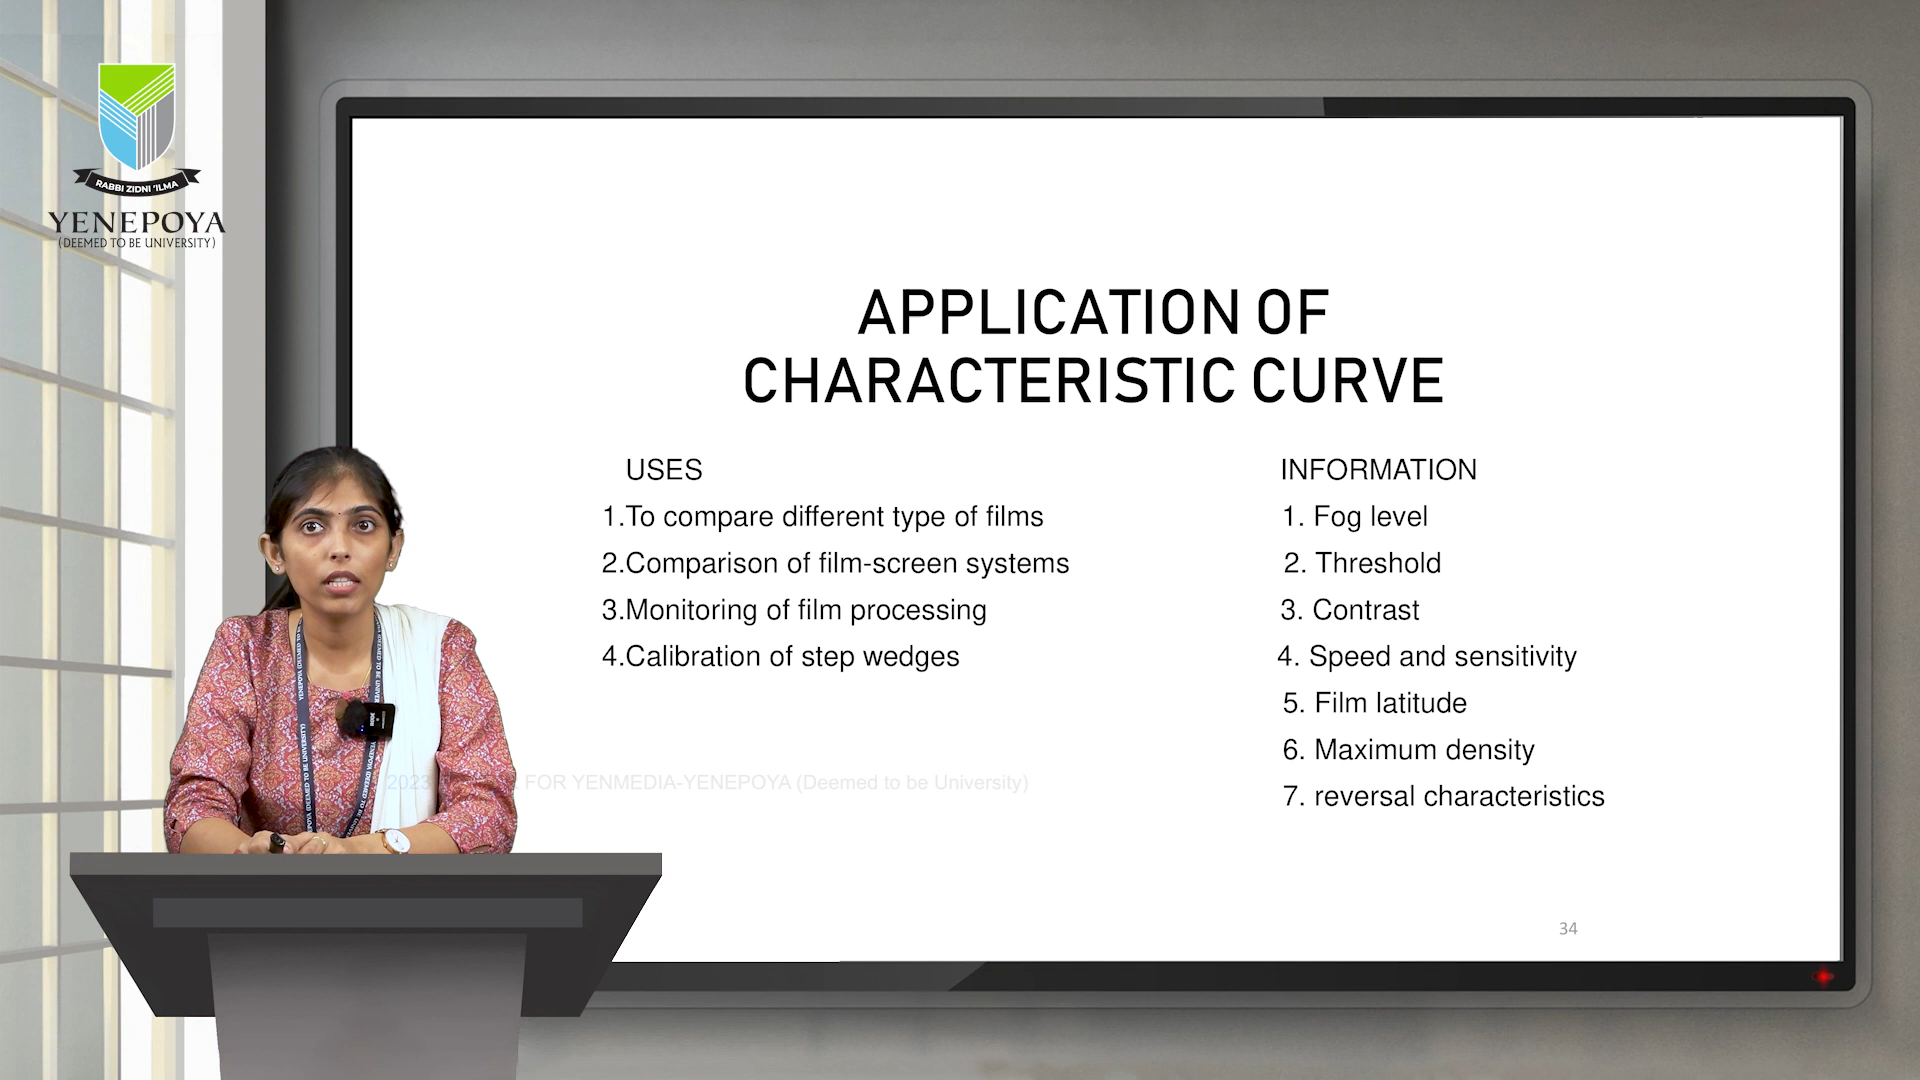 RABBI ZIDNI 'ILMA
YENEPOYA
(DEEMED TO BE UNIVERSITY)
APPLICATION OF
CHARACTERISTIC CURVE
USES
1.To compare different type of films
2.Comparison of film-screen systems
3.Monitoring of film processing
4.Calibration of step wedges
INFORMATION
1. Fog level
2. Threshold
3. Contrast
4. Speed and sensitivity
5. Film latitude
6. Maximum density
7. reversal characteristics
2023 FOR YENMEDIA-YENEPOYA (Deemed to be University)
34